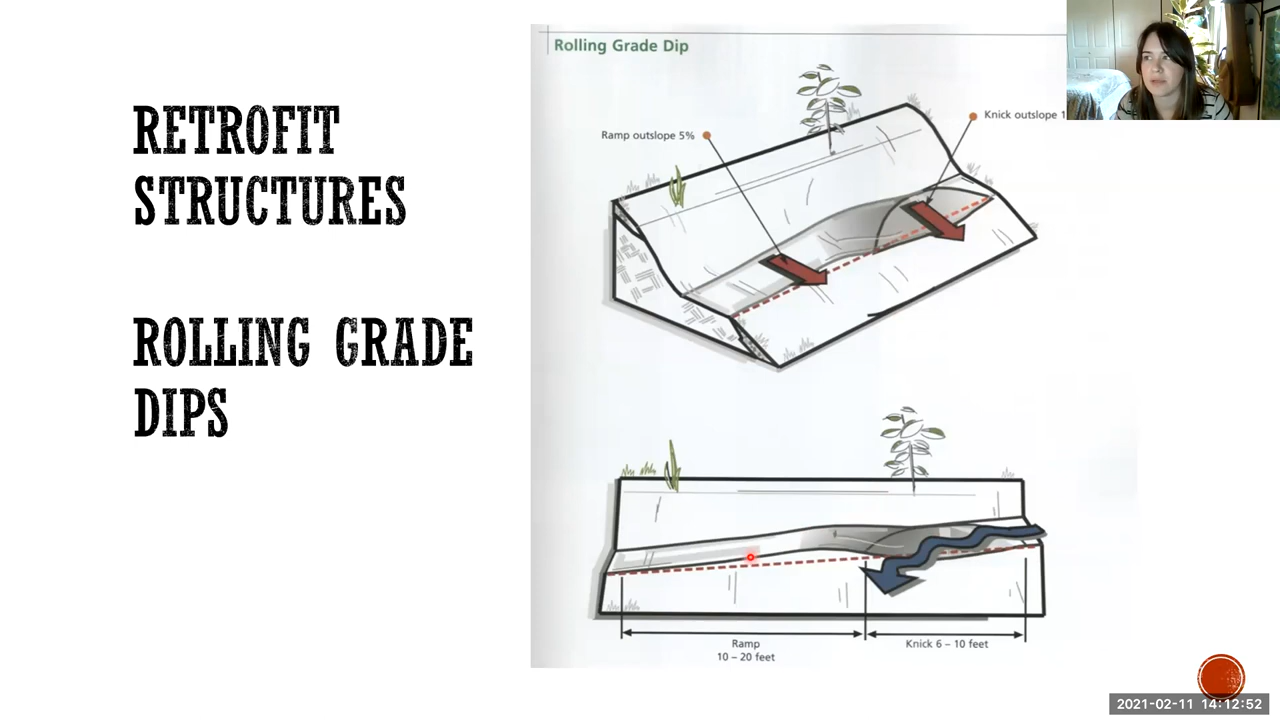 RETROFIT
STRUCTURES
ROLLING GRADE
DIPS
Rolling Grade Dip
Ramp outslope 5%
Knick outslope 1
Ramp
10 – 20 feet
Knick 6 – 10 feet
2021-02-11 14:12:52